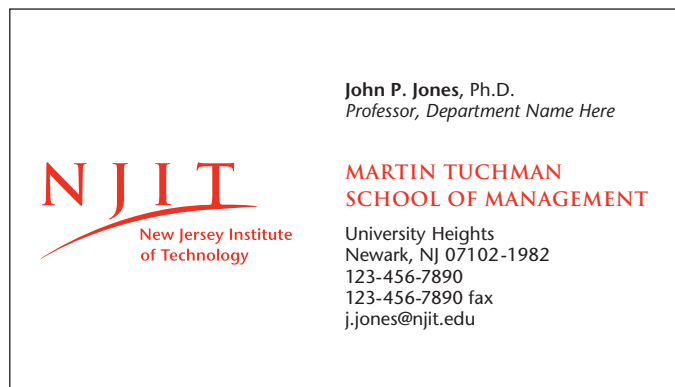 NJIT
New Jersey Institute
of Technology
John P. Jones, Ph.D.
Professor, Department Name Here
MARTIN TUCHMAN
SCHOOL OF MANAGEMENT
University Heights
Newark, NJ 07102-1982
123-456-7890
123-456-7890 fax
j.jones@njit.edu